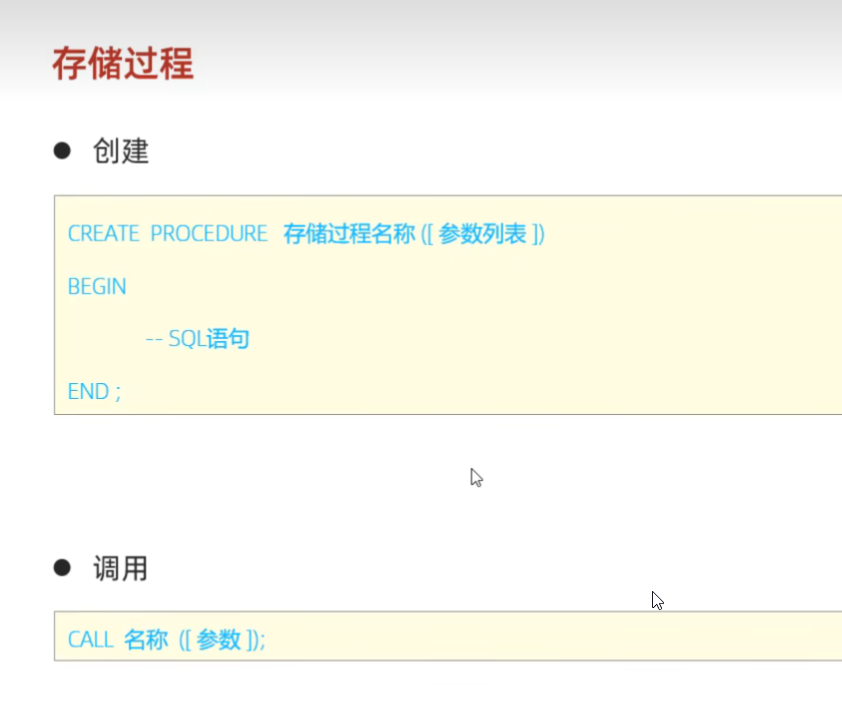 存储过程
● 创建
CREATE PROCEDURE 存储过程名称 ([ 参数列表 ])
BEGIN
-- SQL语句
END ;
● 调用
CALL 名称 ([ 参数 ]);